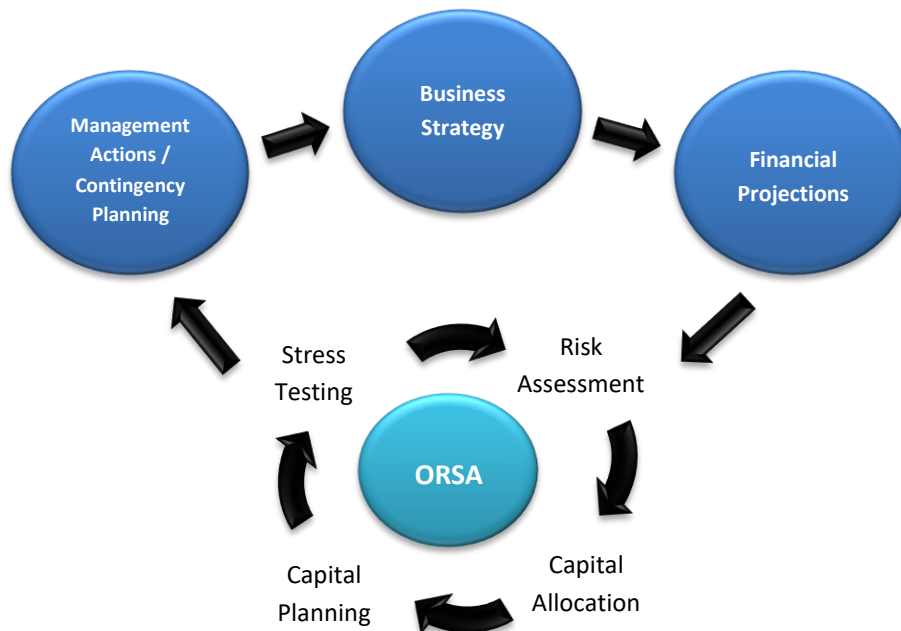 Management
Actions /
Contingency
Planning
Business
Strategy
Financial
Projections
Stress
Testing
Risk
Assessment
ORSA
Capital
Planning
Capital
Allocation